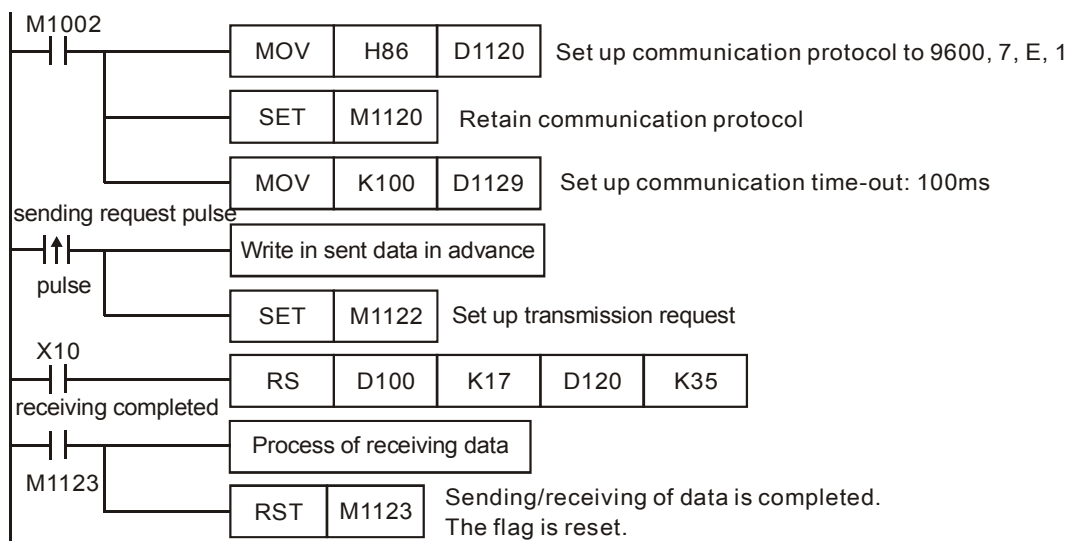 M1002
MOV H86 D1120 Set up communication protocol to 9600, 7, E, 1
SET M1120 Retain communication protocol
MOV K100 D1129 Set up communication time-out: 100ms
sending request pulse
Write in sent data in advance
pulse
SET M1122 Set up transmission request
X10
RS D100 K17 D120 K35
receiving completed
Process of receiving data
M1123
RST M1123 Sending/receiving of data is completed.
The flag is reset.